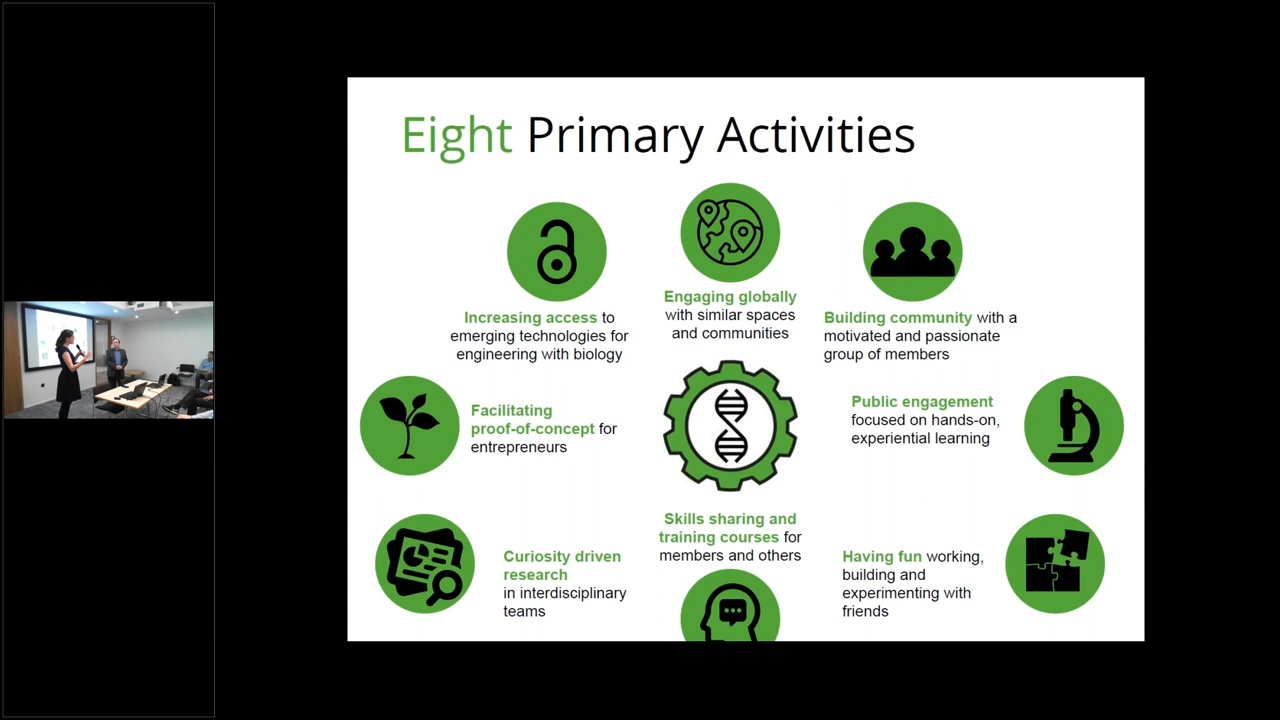 Eight Primary Activities
Increasing access to
emerging technologies for
engineering with biology
Engaging globally
with similar spaces
and communities
Building community with a
motivated and passionate
group of members
Facilitating
proof-of-concept for
entrepreneurs
Public engagement
focused on hands-on,
experiential learning
Curiosity driven
research
in interdisciplinary
teams
Skills sharing and
training courses for
members and others
Having fun working,
building and
experimenting with
friends